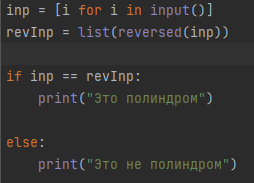 inp = [i for i in input()]
revInp = list(reversed(inp))
if inp == revInp:
    print("Это полиндром")
else:
    print("Это не полиндром")